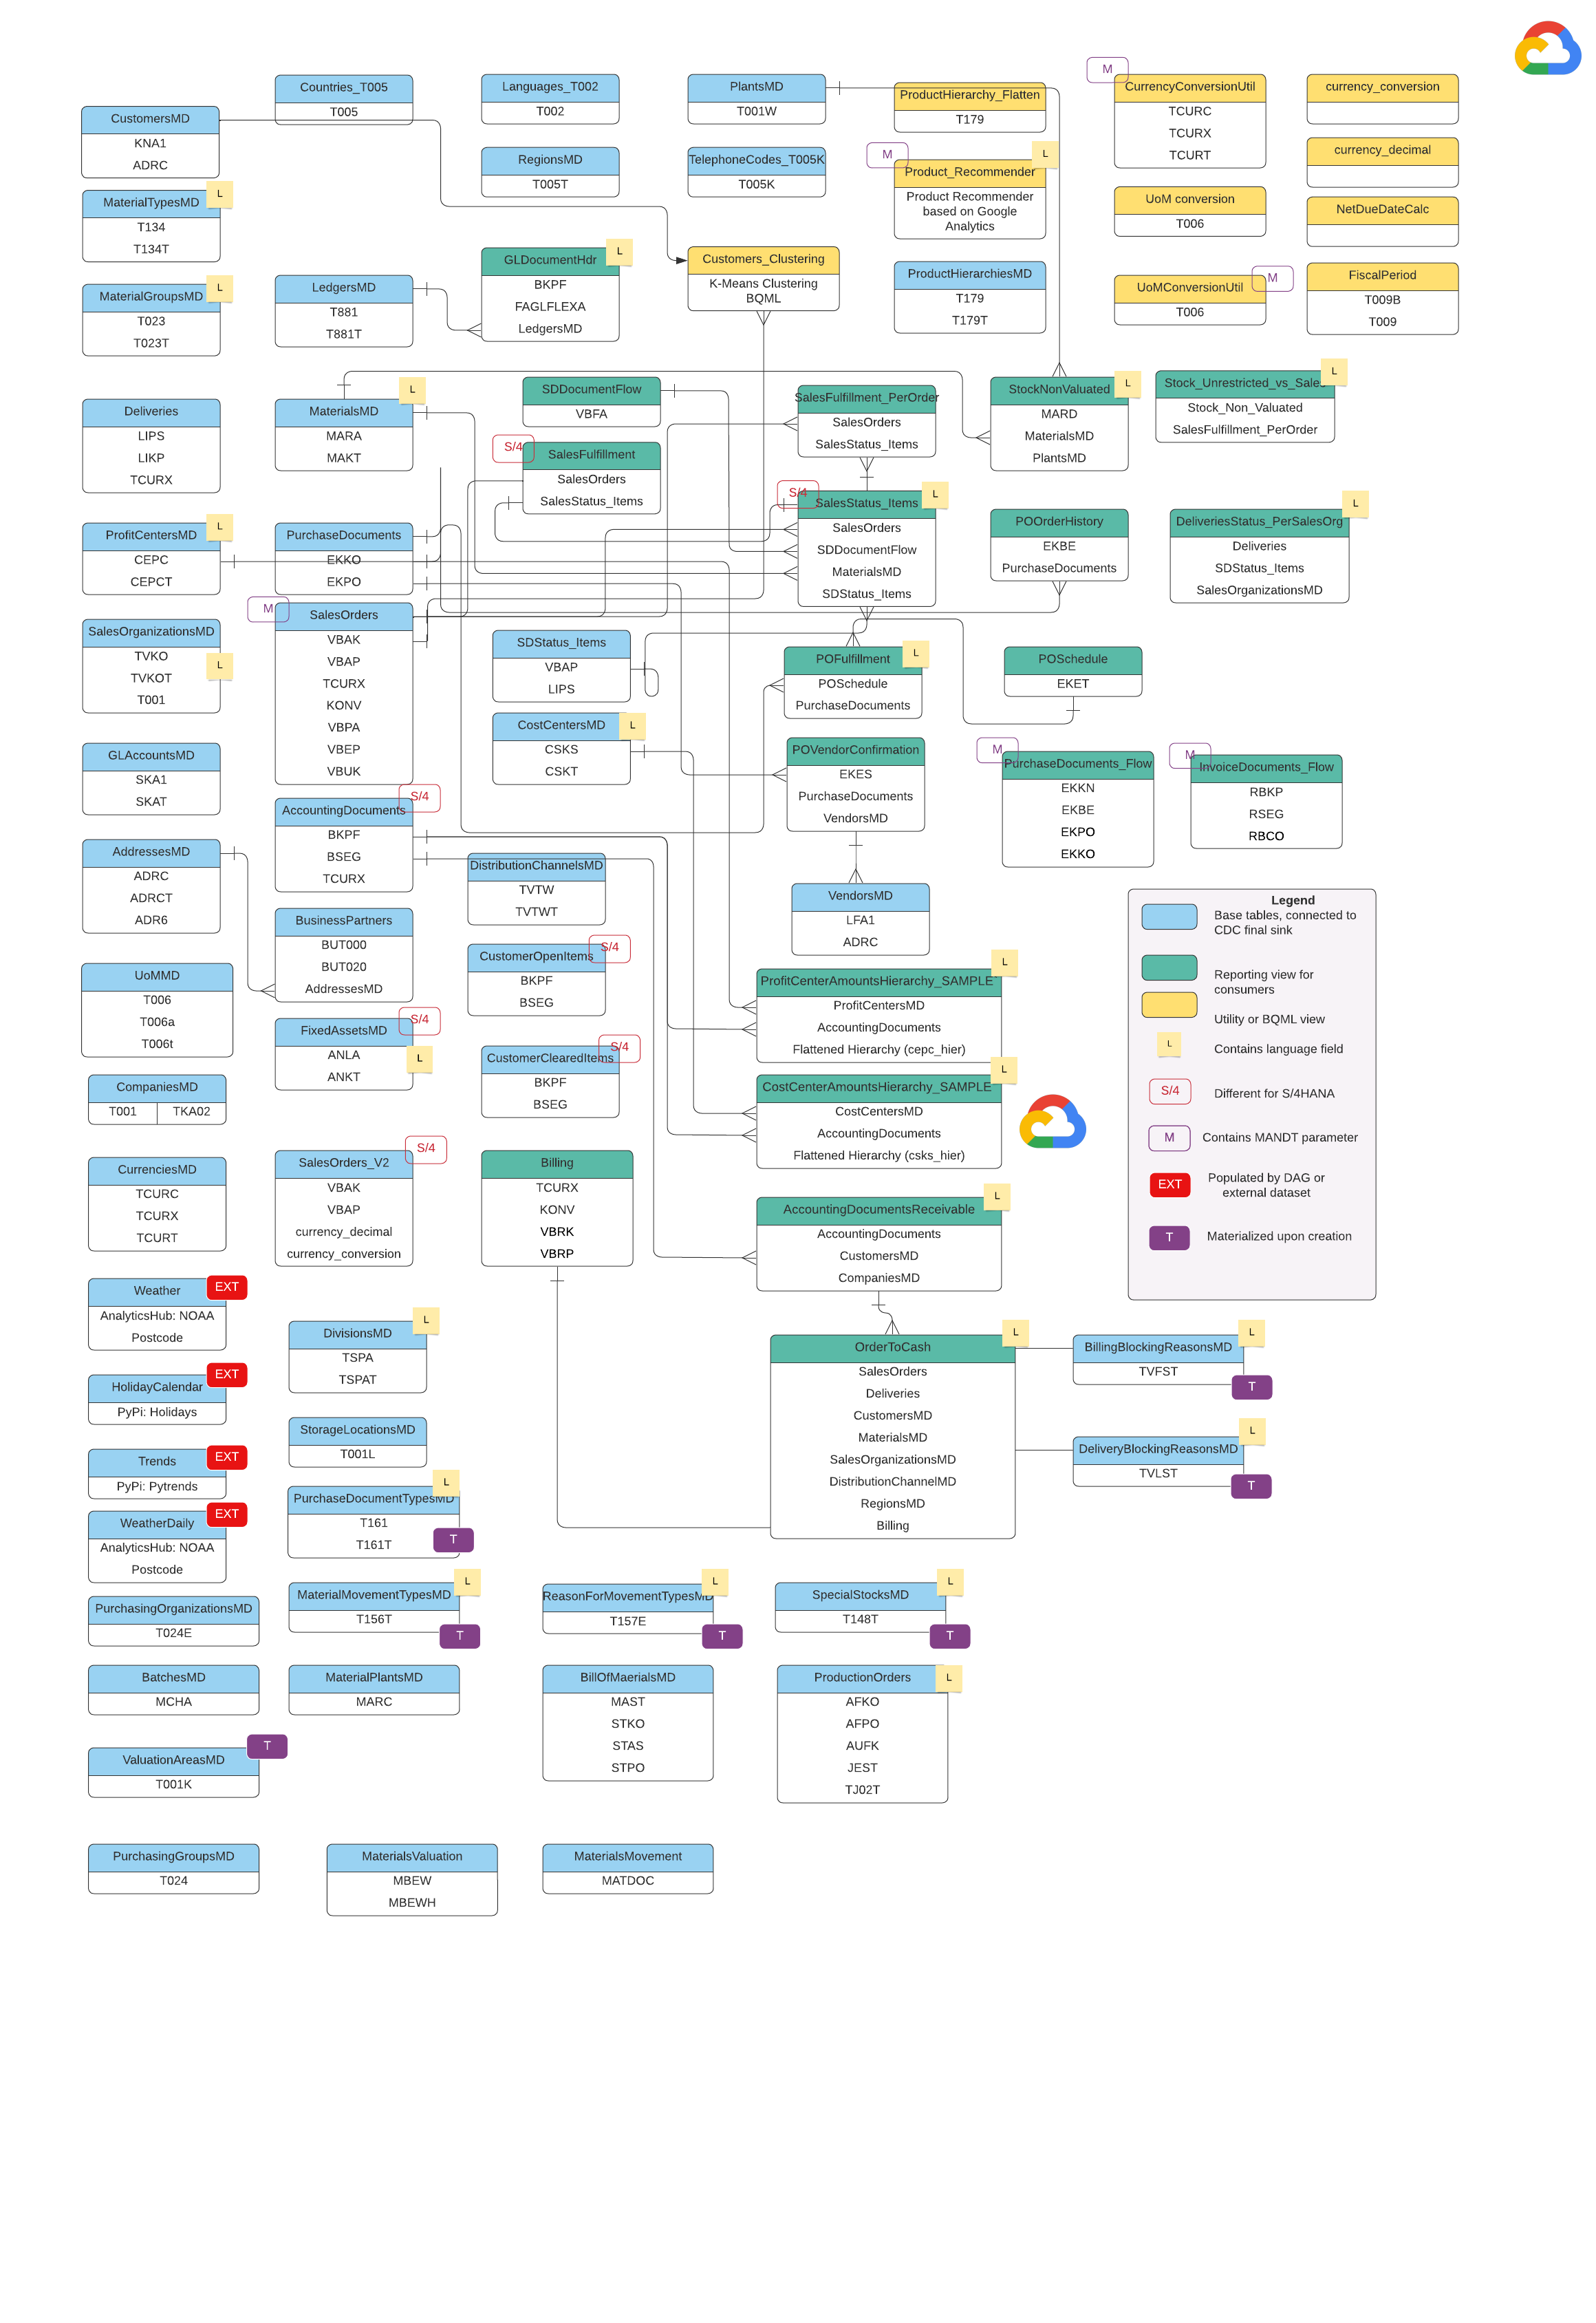 Countries_T005
T005
Languages_T002
T002
PlantsMD
T001W
ProductHierarchy_Flatten
T179
M
CurrencyConversionUtil
TCURC
TCURX
TCURT
currency_conversion
CustomersMD
KNA1
ADRC
RegionsMD
T005T
TelephoneCodes_T005K
T005K
M
L
Product_Recommender
Product Recommender
based on Google
Analytics
currency_decimal
MaterialTypesMD
L
T134
T134T
UoM conversion
T006
NetDueDateCalc
GLDocumentHdr
L
BKPF
FAGLFLEXA
LedgersMD
Customers_Clustering
K-Means Clustering
BQML
ProductHierarchiesMD
T179
T179T
UoMConversionUtil
M
T006
FiscalPeriod
T009B
T009
MaterialGroupsMD
L
T023
T023T
LedgersMD
T881
T881T
Deliveries
LIPS
LIKP
TCURX
MaterialsMD
L
MARA
MAKT
SDDocumentFlow
VBFA
SalesFulfillment_PerOrder
SalesOrders
SalesStatus_Items
StockNonValuated
L
MARD
MaterialsMD
PlantsMD
Stock_Unrestricted_vs_Sales
L
Stock_Non_Valuated
SalesFulfillment_PerOrder
S/4
SalesFulfillment
SalesOrders
SalesStatus_Items
S/4
SalesStatus_Items
L
SalesOrders
SDDocumentFlow
MaterialsMD
SDStatus_Items
POOrderHistory
EKBE
PurchaseDocuments
DeliveriesStatus_PerSalesOrg
L
Deliveries
SDStatus_Items
SalesOrganizationsMD
ProfitCentersMD
L
CEPC
CEPCT
PurchaseDocuments
EKKO
EKPO
M
SalesOrders
VBAK
VBAP
TCURX
KONV
VBPA
VBEP
VBUK
SalesOrganizationsMD
TVKO
TVKOT
T001
L
SDStatus_Items
VBAP
LIPS
POFulfillment
L
POSchedule
PurchaseDocuments
POSchedule
EKET
CostCentersMD
L
CSKS
CSKT
GLAccountsMD
SKA1
SKAT
POVendorConfirmation
EKES
PurchaseDocuments
VendorsMD
M
PurchaseDocuments_Flow
EKKN
EKBE
EKPO
EKKO
M
InvoiceDocuments_Flow
RBKP
RSEG
RBCO
S/4
AccountingDocuments
BKPF
BSEG
TCURX
AddressesMD
ADRC
ADRCT
ADR6
DistributionChannelsMD
TVTW
TVTWT
VendorsMD
LFA1
ADRC
BusinessPartners
BUT000
BUT020
AddressesMD
S/4
CustomerOpenItems
BKPF
BSEG
UoMMD
T006
T006a
T006t
ProfitCenterAmountsHierarchy_SAMPLE
L
ProfitCentersMD
AccountingDocuments
Flattened Hierarchy (cepc_hier)
S/4
FixedAssetsMD
ANLA
ANKT
L
S/4
CustomerClearedItems
BKPF
BSEG
CostCenterAmountsHierarchy_SAMPLE
L
CostCentersMD
AccountingDocuments
Flattened Hierarchy (csks_hier)
CompaniesMD
T001
TKA02
Legend
Base tables, connected to
CDC final sink
Reporting view for
consumers
Utility or BQML view
L
Contains language field
S/4
Different for S/4HANA
M
Contains MANDT parameter
EXT
Populated by DAG or
external dataset
T
Materialized upon creation
CurrenciesMD
TCURC
TCURX
TCURT
S/4
SalesOrders_V2
VBAK
VBAP
currency_decimal
currency_conversion
Billing
TCURX
KONV
VBRK
VBRP
AccountingDocumentsReceivable
L
AccountingDocuments
CustomersMD
CompaniesMD
Weather
EXT
AnalyticsHub: NOAA
Postcode
DivisionsMD
L
TSPA
TSPAT
OrderToCash
L
SalesOrders
Deliveries
CustomersMD
MaterialsMD
SalesOrganizationsMD
DistributionChannelMD
RegionsMD
Billing
BillingBlockingReasonsMD
L
TVFST
T
HolidayCalendar
EXT
PyPi: Holidays
StorageLocationsMD
T001L
DeliveryBlockingReasonsMD
L
TVLST
T
Trends
EXT
PyPi: Pytrends
PurchaseDocumentTypesMD
L
T161
T161T
T
WeatherDaily
EXT
AnalyticsHub: NOAA
Postcode
PurchasingOrganizationsMD
T024E
MaterialMovementTypesMD
L
T156T
T
ReasonForMovementTypesMD
L
T157E
T
SpecialStocksMD
L
T148T
T
BatchesMD
MCHA
MaterialPlantsMD
MARC
BillOfMaerialsMD
MAST
STKO
STAS
STPO
ProductionOrders
L
AFKO
AFPO
AUFK
JEST
TJ02T
ValuationAreasMD
T
T001K
PurchasingGroupsMD
T024
MaterialsValuation
MBEW
MBEWH
MaterialsMovement
MATDOC